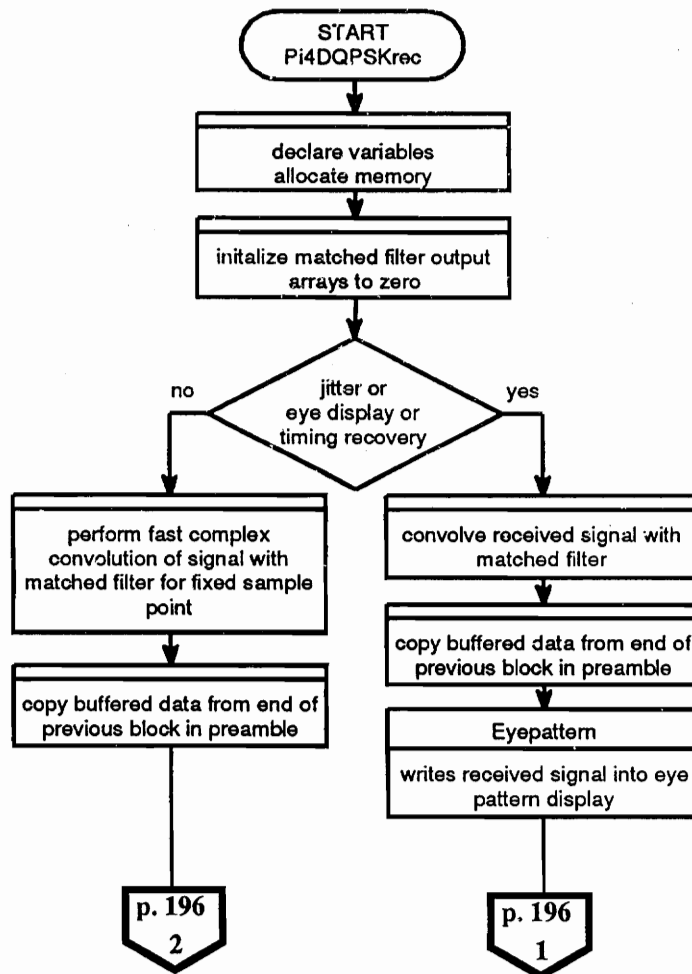 START
Pi4DQPSKrec
declare variables
allocate memory
initalize matched filter output
arrays to zero
no
jitter or
eye display or
timing recovery
yes
perform fast complex
convolution of signal with
matched filter for fixed sample
point
copy buffered data from end of
previous block in preamble
p. 196
2
convolve received signal with
matched filter
copy buffered data from end of
previous block in preamble
Eyepattern
writes received signal into eye
pattern display
p. 196
1